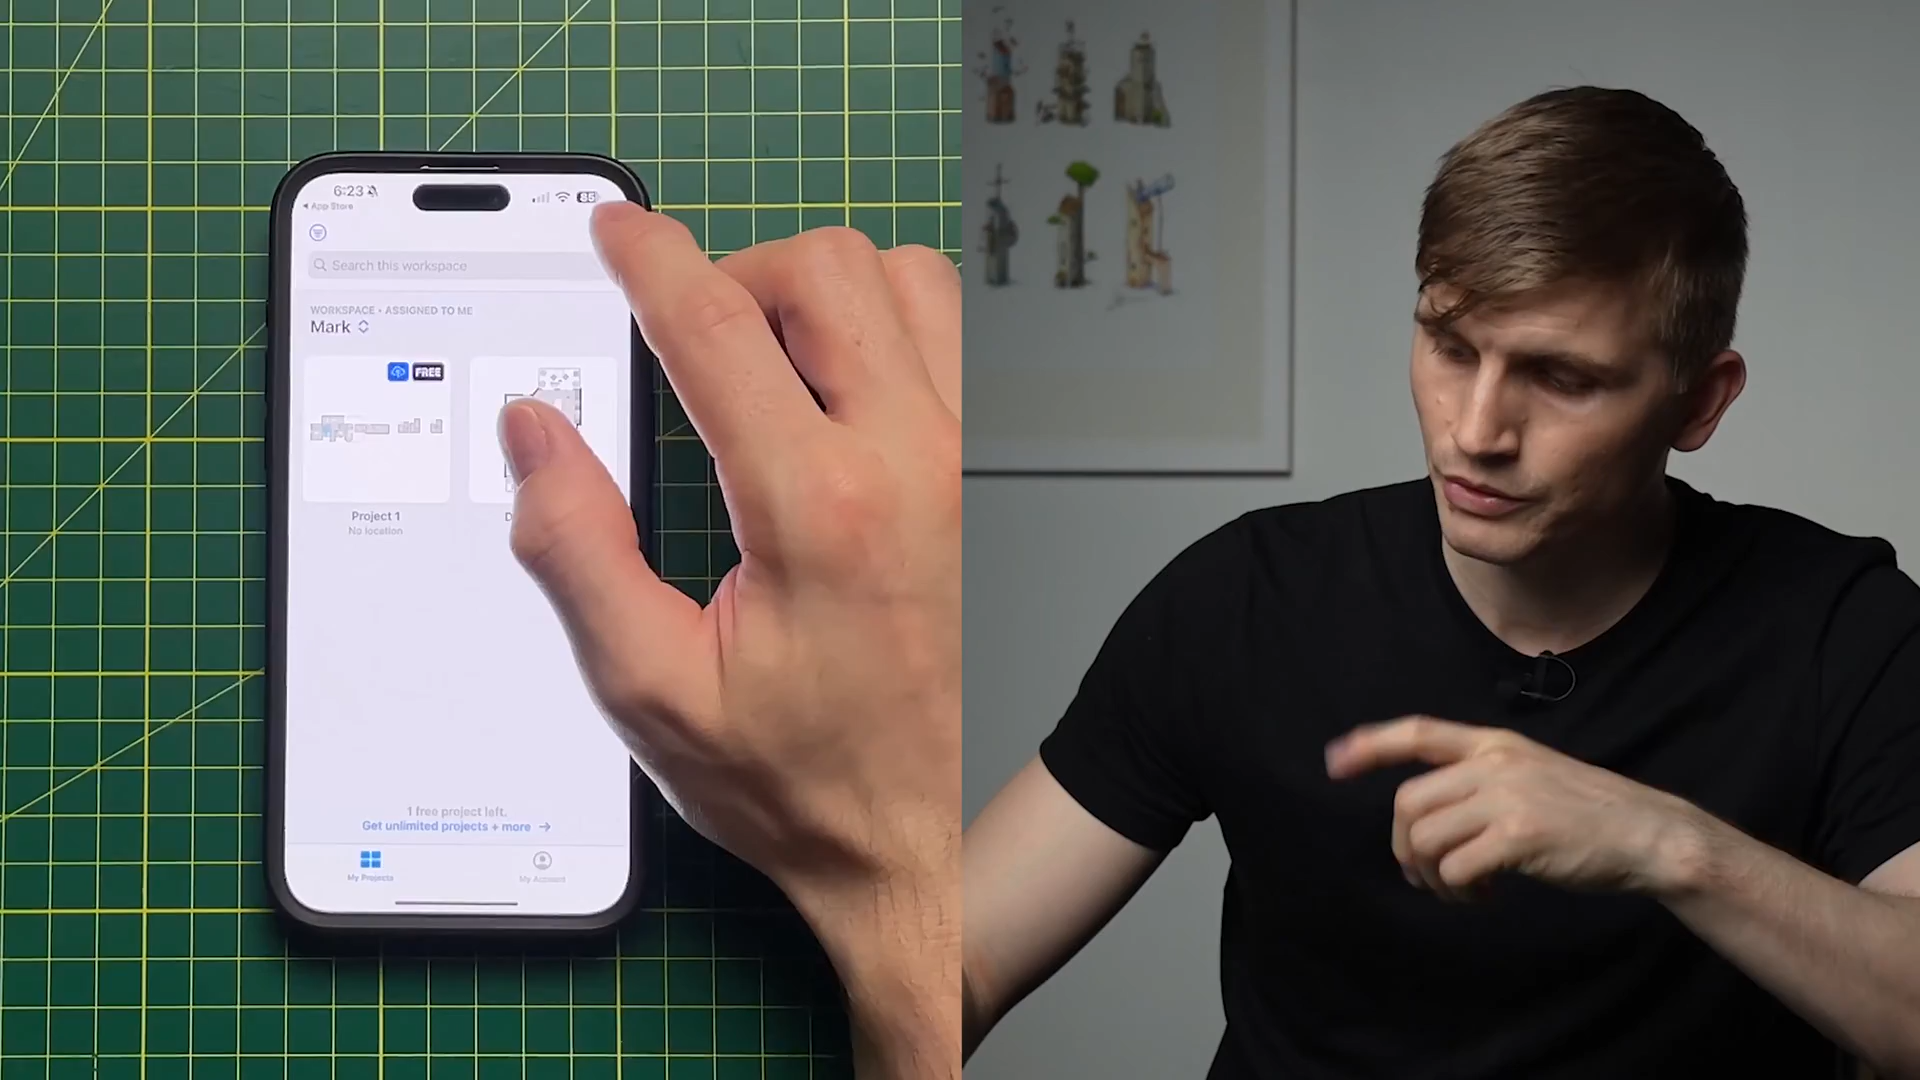 6:23
App Store
85
Search this workspace
WORKSPACE • ASSIGNED TO ME
Mark
FREE
Project 1
No location
D
1 free project left.
Get unlimited projects + more →
My Projects
My Account